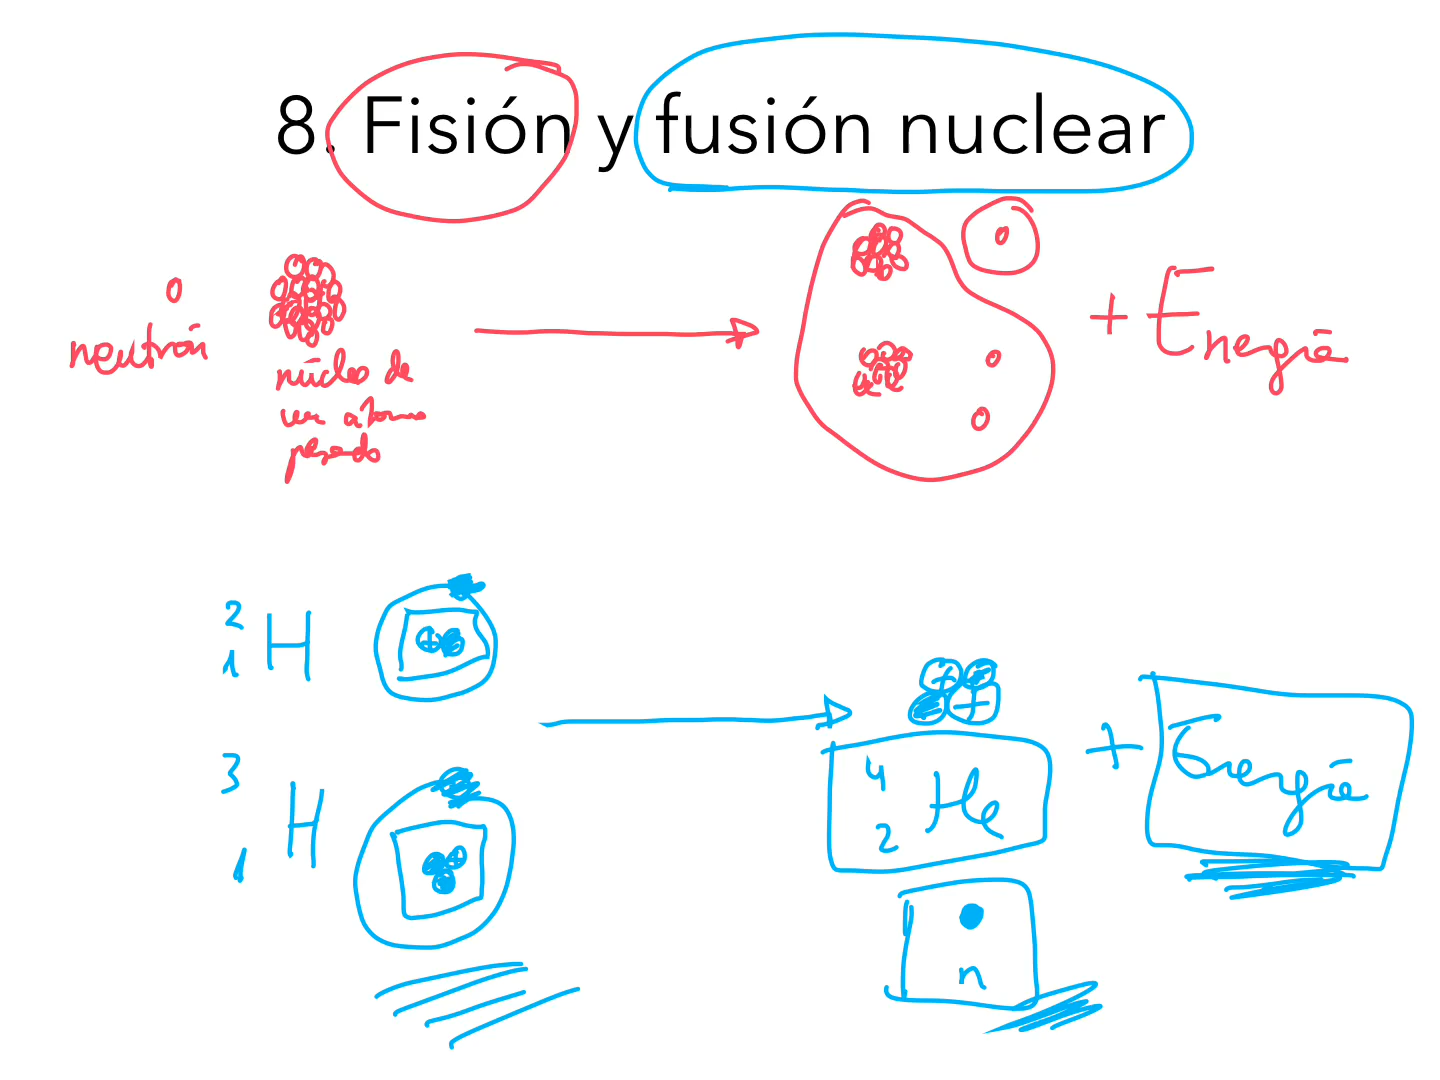 8. Fisión y fusión nuclear
neutrón
núcleo de
un átomo
pesado
+ Energía
2
1 H
3
1 H
4
2 He
+ Energía
n